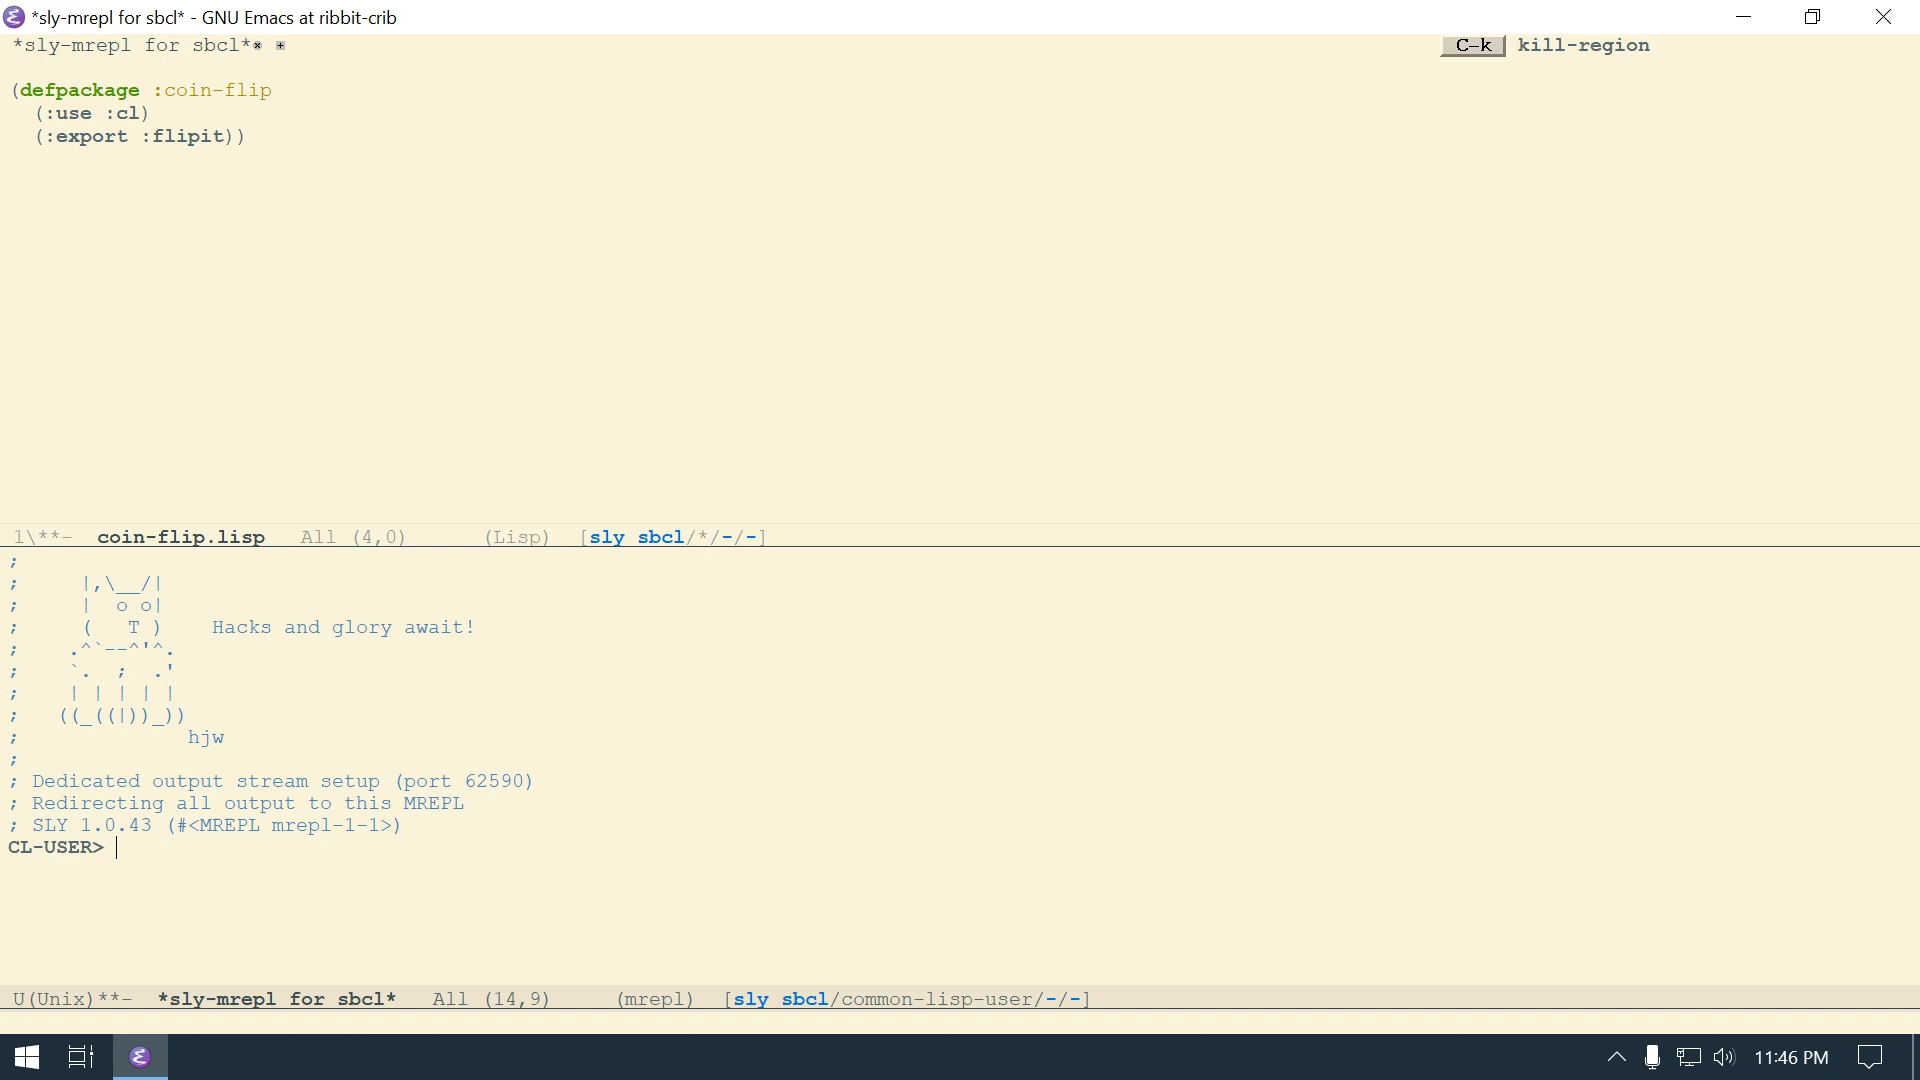 *sly-mrepl for sbcl* - GNU Emacs at ribbit-crib
*sly-mrepl for sbcl* C-k kill-region
(defpackage :coin-flip
  (:use :cl)
  (:export :flipit))
1\**-  coin-flip.lisp   All (4,0)      (Lisp)  [sly sbcl/*/-/-]
;
;     |,\__/|
;     |  o o|
;     (   T )    Hacks and glory await!
;    .^`--^'^.
;    `.  ;  .'
;    | | | | |
;   ((_((|))_))
;              hjw
;
; Dedicated output stream setup (port 62590)
; Redirecting all output to this MREPL
; SLY 1.0.43 (#<MREPL mrepl-1-1>)
CL-USER>
U(Unix)**-  *sly-mrepl for sbcl*   All (14,9)     (mrepl)  [sly sbcl/common-lisp-user/-/-]
11:46 PM